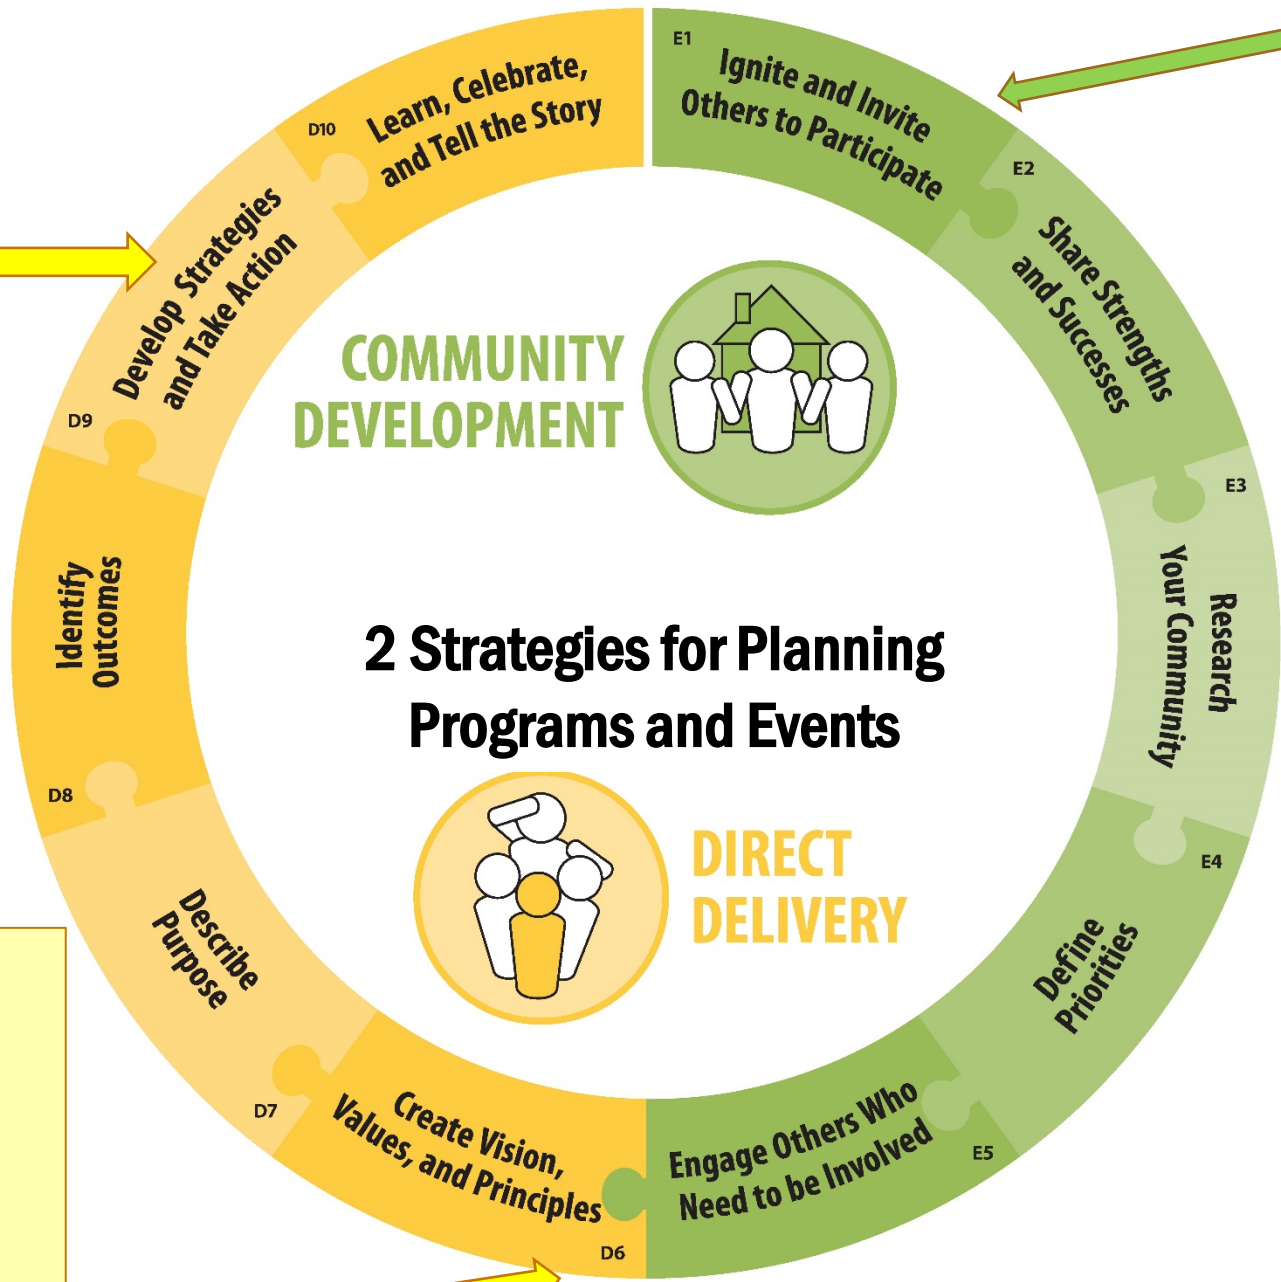 E1
Ignite and Invite
Others to Participate
E2
Share Strengths
and Successes
E3
Research
Your Community
E4
Define
Priorities
E5
Engage Others Who
Need to be Involved
D6
Create Vision,
Values, and Principles
D7
Describe
Purpose
D8
Identify
Outcomes
D9
Develop Strategies
and Take Action
D10
Learn, Celebrate,
and Tell the Story
COMMUNITY
DEVELOPMENT
2 Strategies for Planning
Programs and Events
DIRECT
DELIVERY